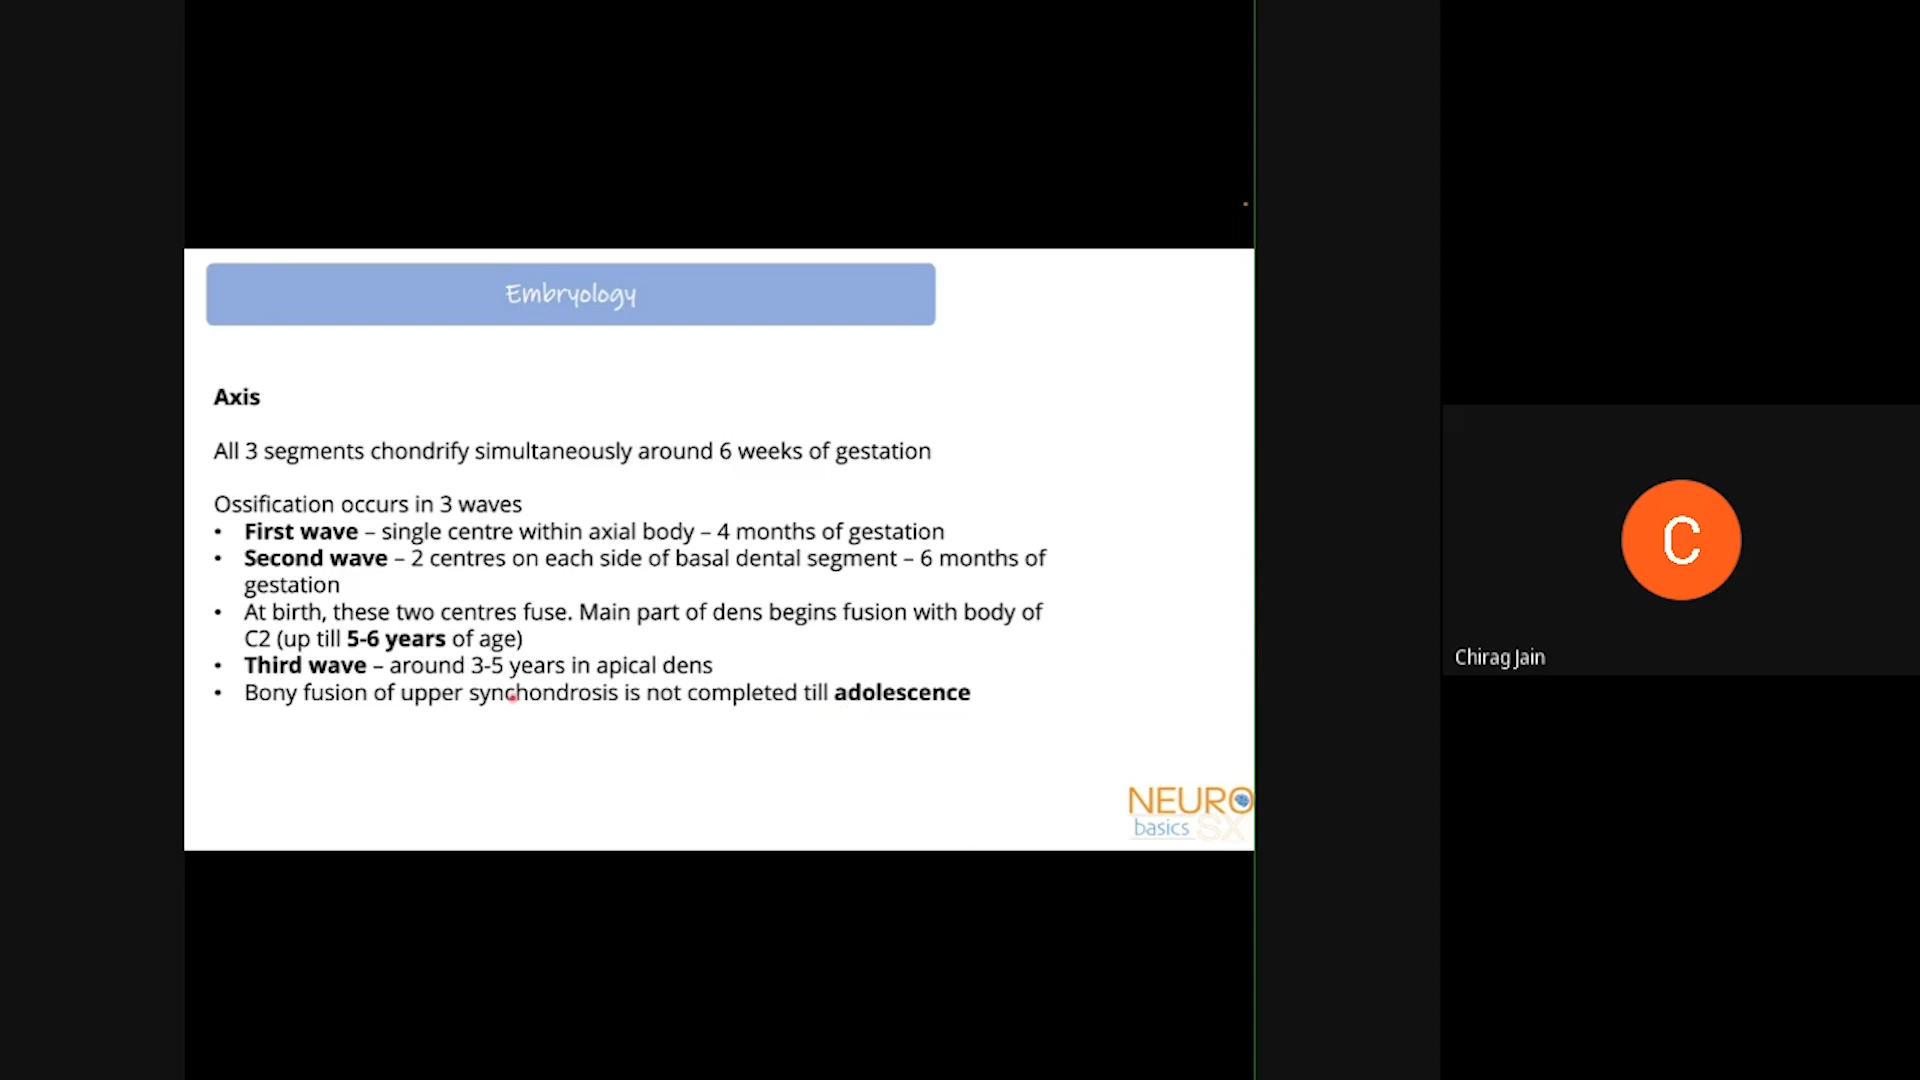 Embryology
Axis
All 3 segments chondrify simultaneously around 6 weeks of gestation
Ossification occurs in 3 waves
• First wave – single centre within axial body – 4 months of gestation
• Second wave – 2 centres on each side of basal dental segment – 6 months of
gestation
• At birth, these two centres fuse. Main part of dens begins fusion with body of
C2 (up till 5-6 years of age)
• Third wave – around 3-5 years in apical dens
• Bony fusion of upper synchondrosis is not completed till adolescence
NEURO
basics SX
C
Chirag Jain